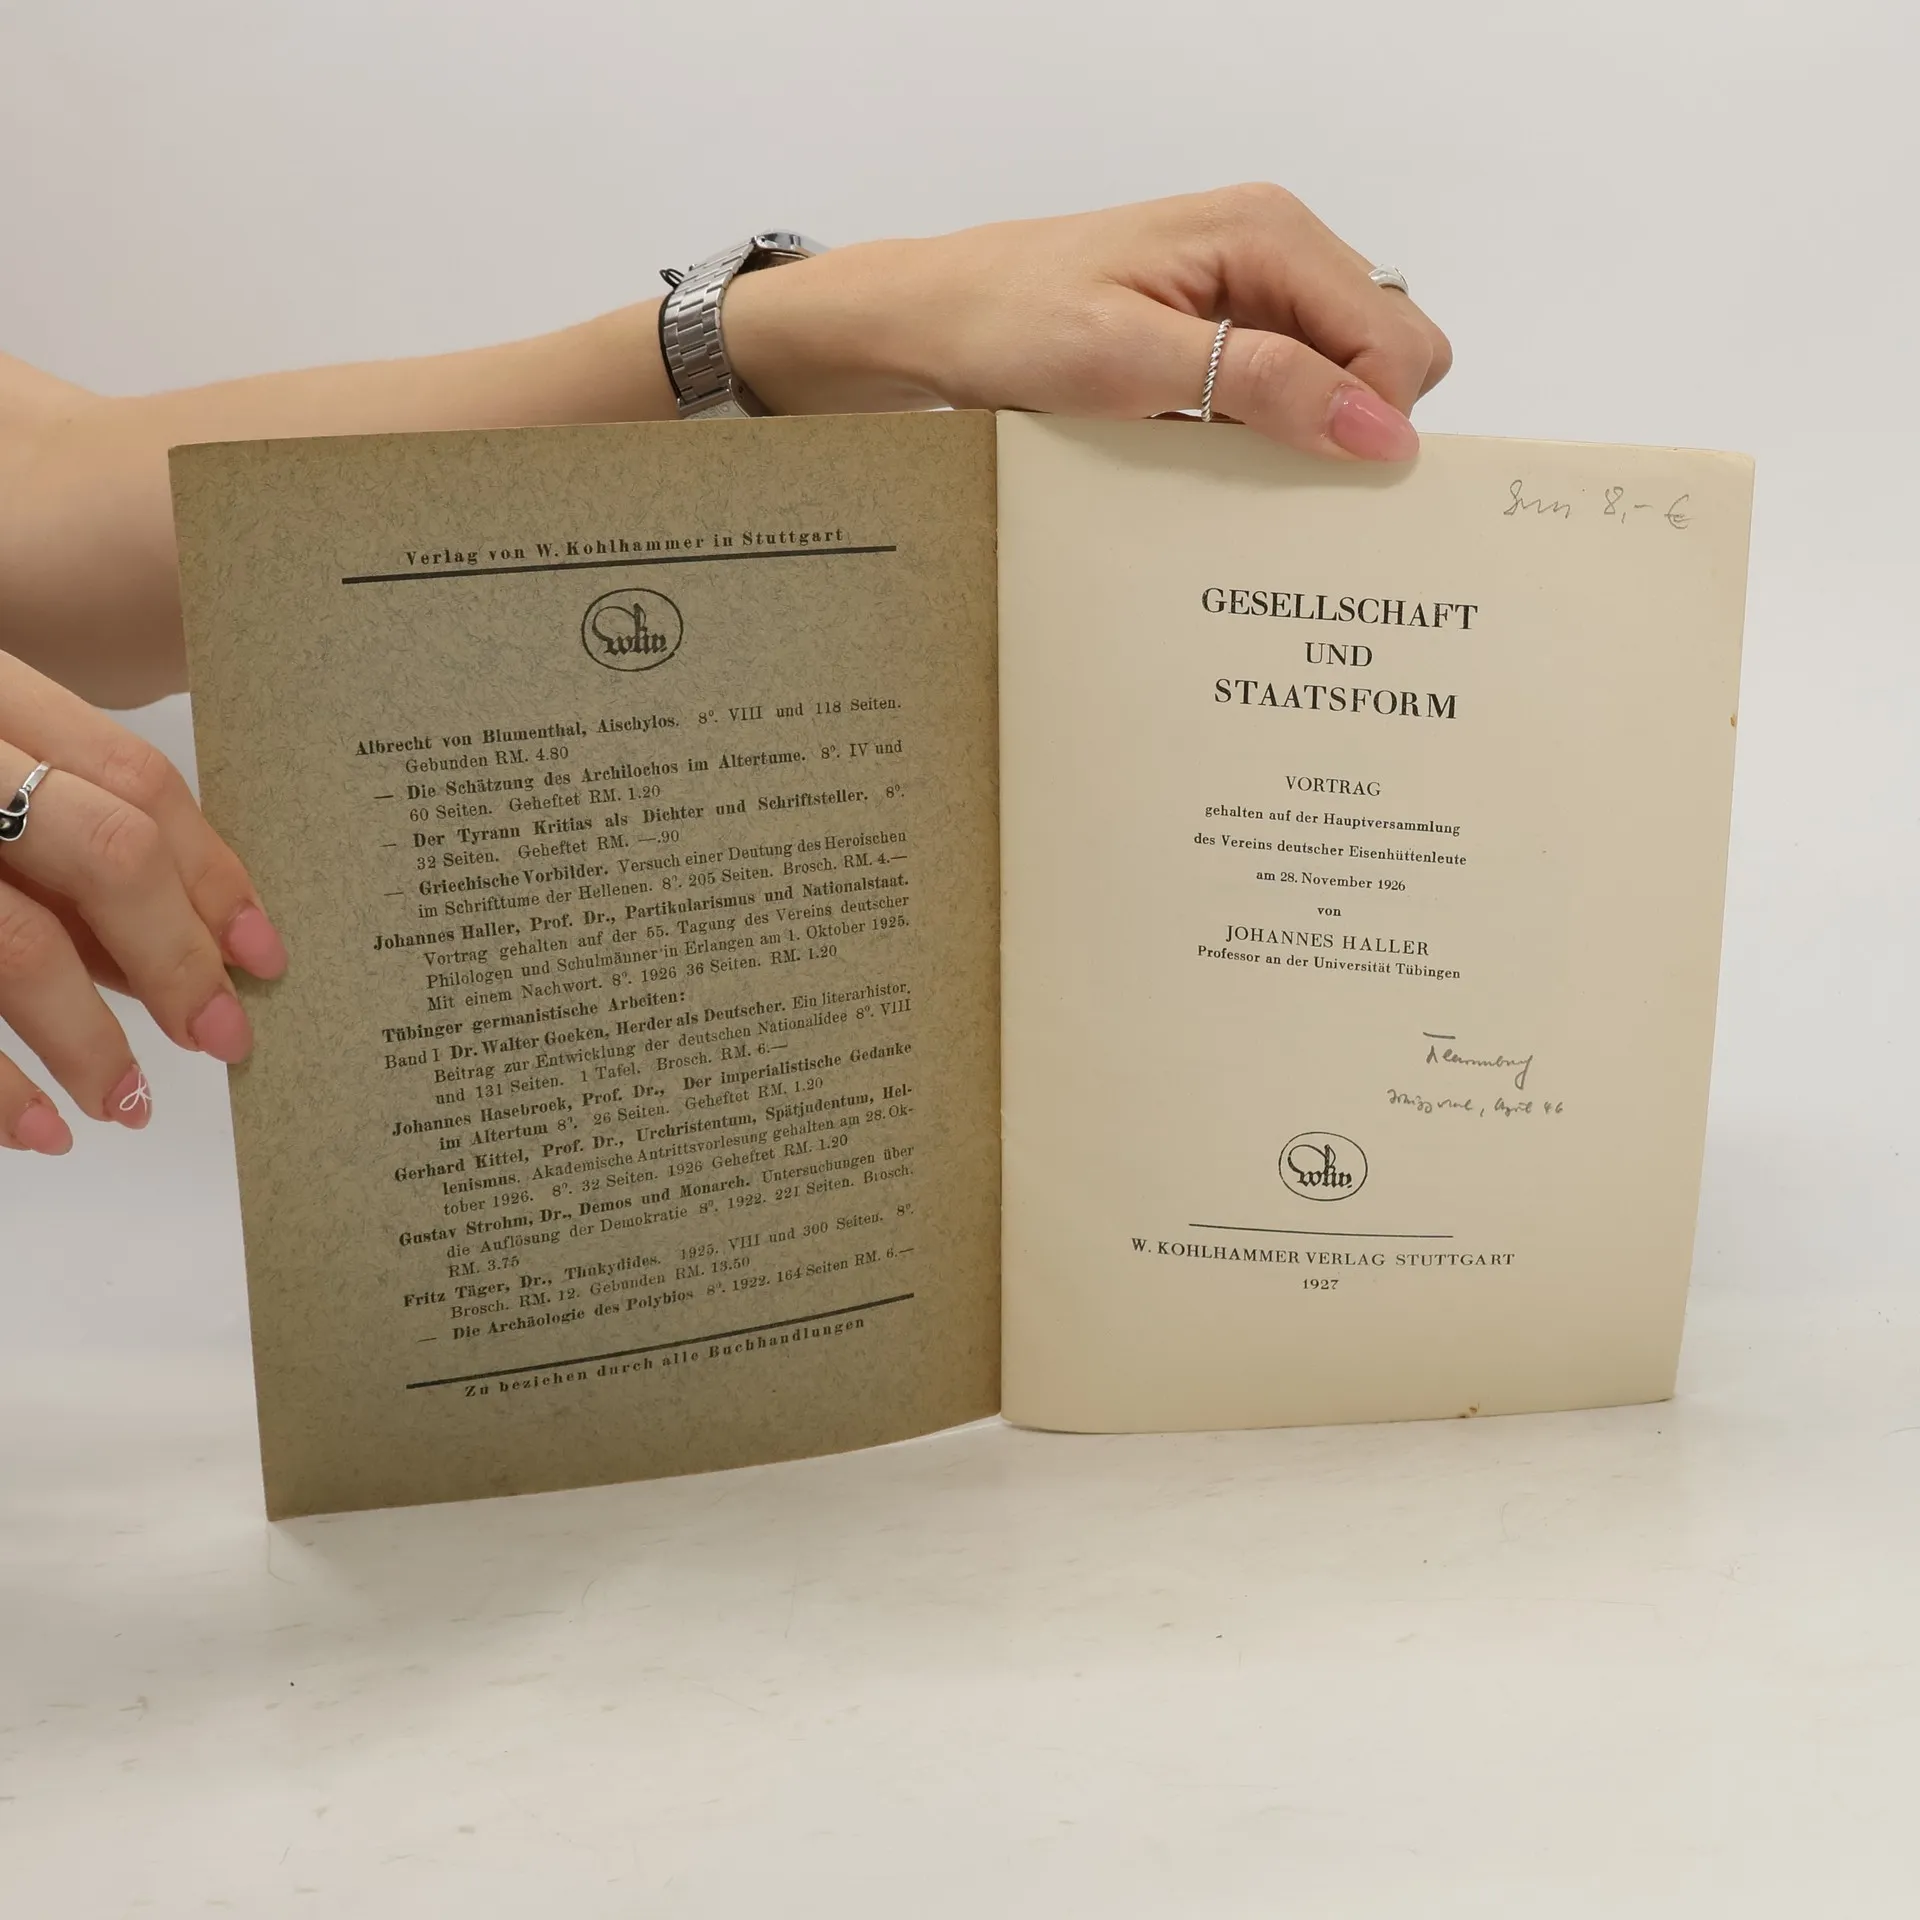 Verlag von W. Kohlhammer in Stuttgart
wkv
Albrecht von Blumenthal, Aischylos. 8°. VIII und 118 Seiten.
Gebunden RM. 4.80
— Die Schätzung des Archilochos im Altertume. 8°. IV und
60 Seiten. Geheftet RM. 1.20
— Der Tyrann Kritias als Dichter und Schriftsteller. 8°.
32 Seiten. Geheftet RM. —.90
— Griechische Vorbilder. Versuch einer Deutung des Heroischen
im Schrifttume der Hellenen. 8°. 205 Seiten. Brosch. RM. 4.—
Johannes Haller, Prof. Dr., Partikularismus und Nationalstaat.
Vortrag gehalten auf der 55. Tagung des Vereins deutscher
Philologen und Schulmänner in Erlangen am 1. Oktober 1925.
Mit einem Nachwort. 8°. 1926 36 Seiten. RM. 1.20
Tübinger germanistische Arbeiten:
Band I Dr. Walter Goeken, Herder als Deutscher. Ein literarhistor.
Beitrag zur Entwicklung der deutschen Nationalidee 8°. VIII
und 131 Seiten. 1 Tafel. Brosch. RM. 6.—
Johannes Hasebroek, Prof. Dr., Der imperialistische Gedanke
im Altertum 8°. 26 Seiten. Geheftet RM. 1.20
Gerhard Kittel, Prof. Dr., Urchristentum, Spätjudentum, Hel-
lenismus. Akademische Antrittsvorlesung gehalten am 28. Ok-
tober 1926. 8°. 32 Seiten. 1926 Geheftet RM. 1.20
Gustav Strohm, Dr., Demos und Monarch. Untersuchungen über
die Auflösung der Demokratie 8°. 1922. 221 Seiten. Brosch.
RM. 3.75
Fritz Täger, Dr., Thukydides. 1925. VIII und 300 Seiten. 8°.
Brosch. RM. 12. Gebunden RM. 13.50
— Die Archäologie des Polybios 8°. 1922. 164 Seiten RM. 6.—
Zu beziehen durch alle Buchhandlungen
8,- €
GESELLSCHAFT
UND
STAATSFORM
VORTRAG
gehalten auf der Hauptversammlung
des Vereins deutscher Eisenhüttenleute
am 28. November 1926
von
JOHANNES HALLER
Professor an der Universität Tübingen
April 46
wkv
W. KOHLHAMMER VERLAG STUTTGART
1927